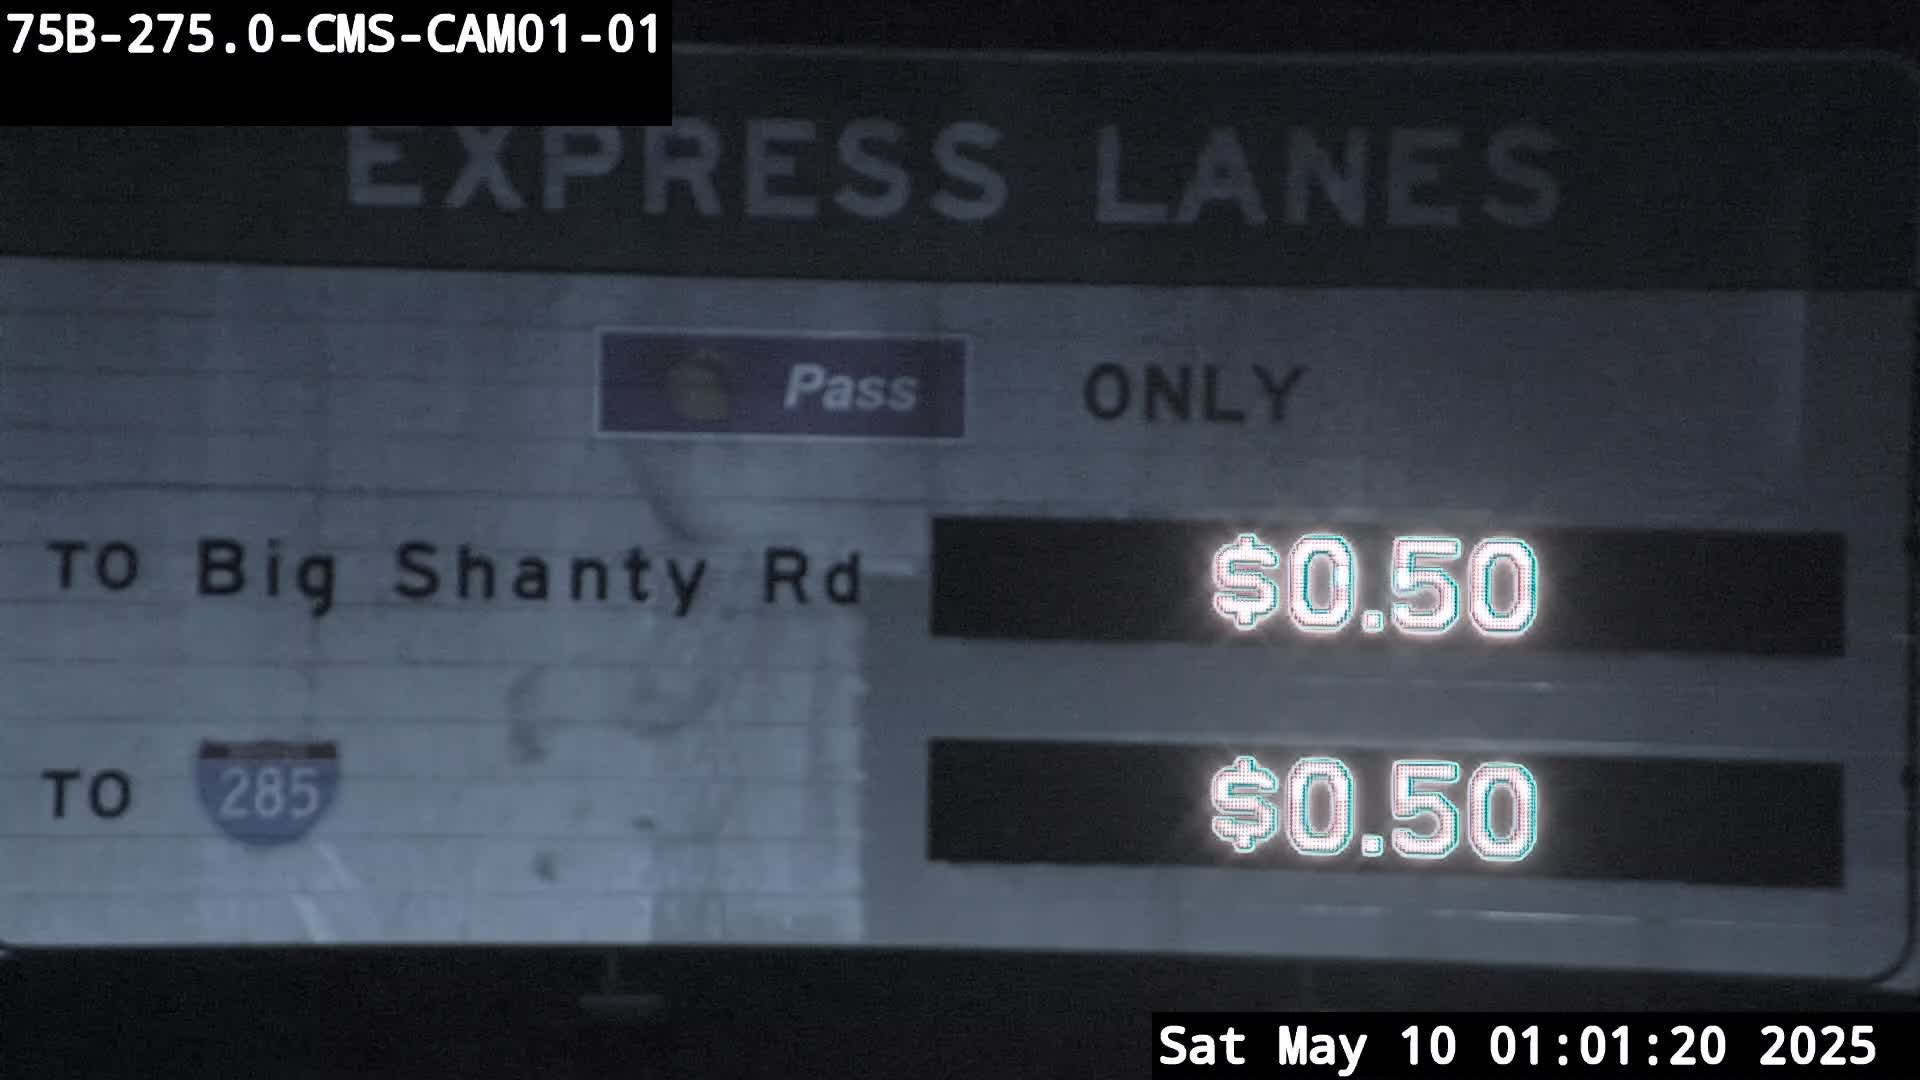 75B-275.0-CMS-CAM01-01
EXPRESS LANES
Pass ONLY
TO Big Shanty Rd $0.50
TO 285 $0.50
Sat May 10 01:01:20 2025